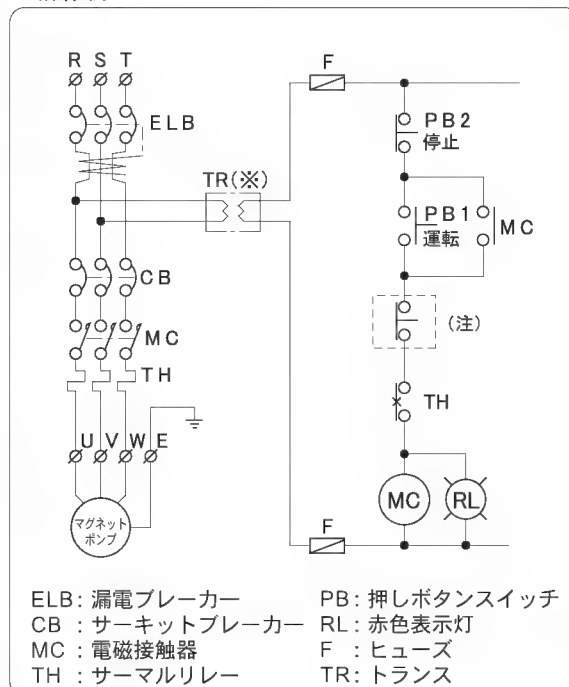 R S T
F
ELB
PB2
停止
TR(※)
PB1
運転
MC
CB
(注)
MC
TH
TH
U V W E
MC
RL
マグネット
ポンプ
F
ELB: 漏電ブレーカー
CB : サーキットブレーカー
MC : 電磁接触器
TH : サーマルリレー
PB: 押しボタンスイッチ
RL: 赤色表示灯
F : ヒューズ
TR: トランス